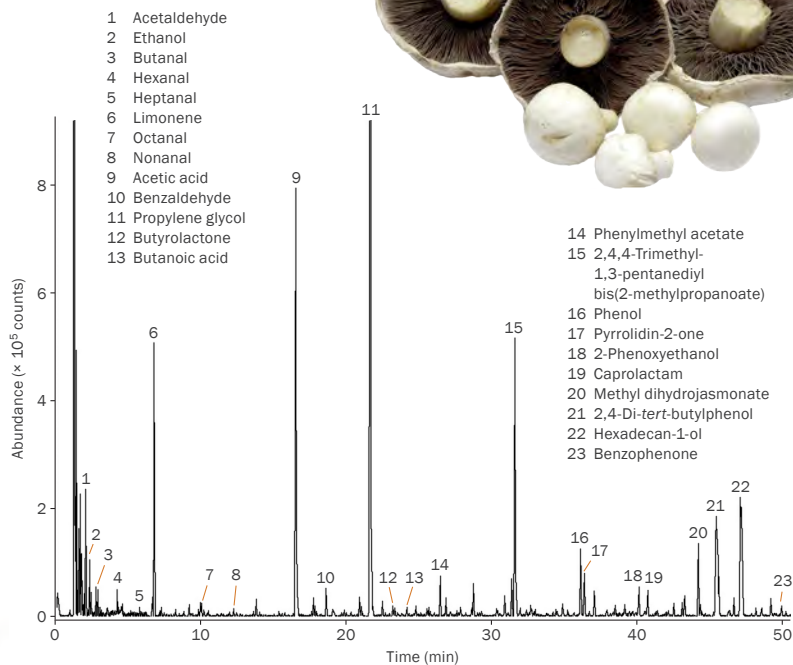 1 Acetaldehyde
2 Ethanol
3 Butanal
4 Hexanal
5 Heptanal
6 Limonene
7 Octanal
8 Nonanal
9 Acetic acid
10 Benzaldehyde
11 Propylene glycol
12 Butyrolactone
13 Butanoic acid
14 Phenylmethyl acetate
15 2,4,4-Trimethyl-
1,3-pentanediyl
bis(2-methylpropanoate)
16 Phenol
17 Pyrrolidin-2-one
18 2-Phenoxyethanol
19 Caprolactam
20 Methyl dihydrojasmonate
21 2,4-Di-tert-butylphenol
22 Hexadecan-1-ol
23 Benzophenone
Abundance (× 10⁵ counts)
8
6
4
2
0
1
2
3
4
5
6
7
8
9
10
11
12
13
14
15
16
17
18
19
20
21
22
23
0
10
20
30
40
50
Time (min)